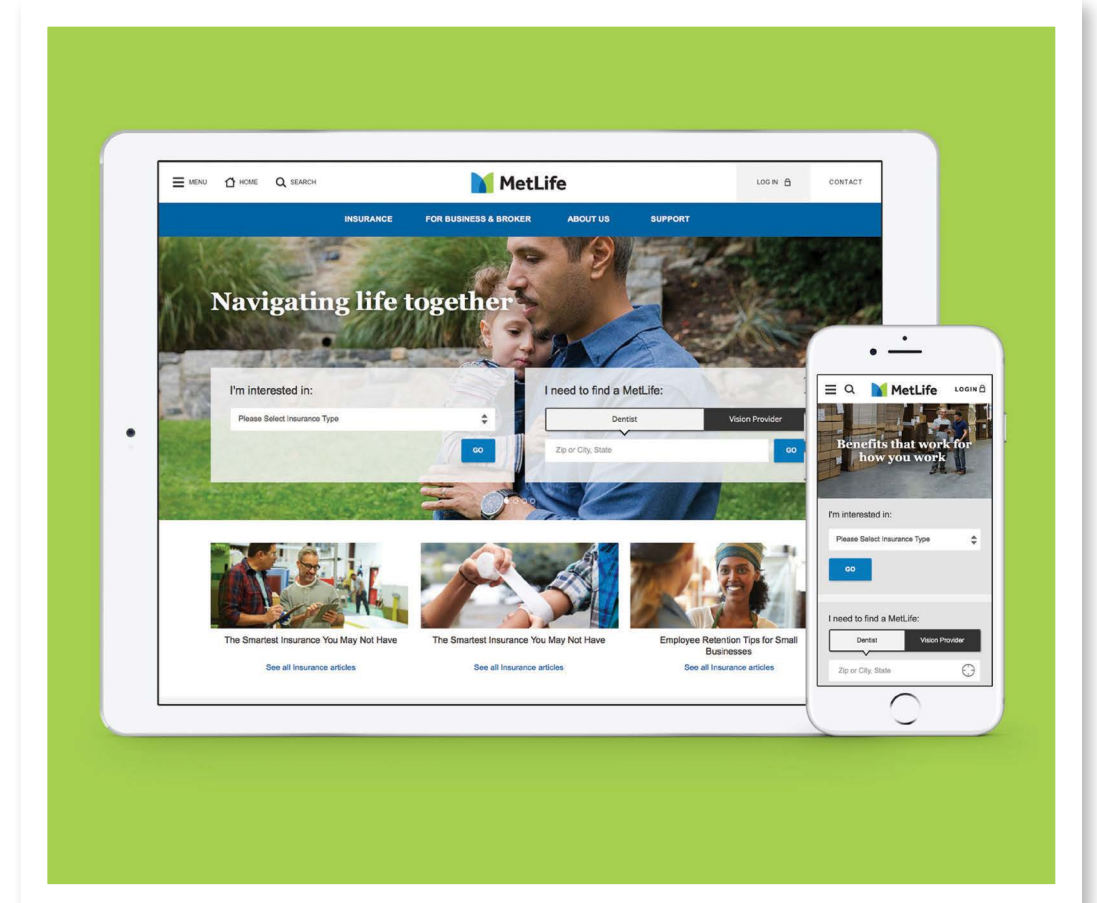 MENU HOME SEARCH MetLife LOG IN CONTACT
INSURANCE FOR BUSINESS & BROKER ABOUT US SUPPORT
Navigating life together
I'm interested in:
Please Select Insurance Type
GO
I need to find a MetLife:
Dentist Vision Provider
Zip or City, State GO
The Smartest Insurance You May Not Have
See all Insurance articles
The Smartest Insurance You May Not Have
See all Insurance articles
Employee Retention Tips for Small
Businesses
See all Insurance articles
MetLife LOGIN
Benefits that work for
how you work
I'm interested in:
Please Select Insurance Type
GO
I need to find a MetLife:
Dentist Vision Provider
Zip or City, State